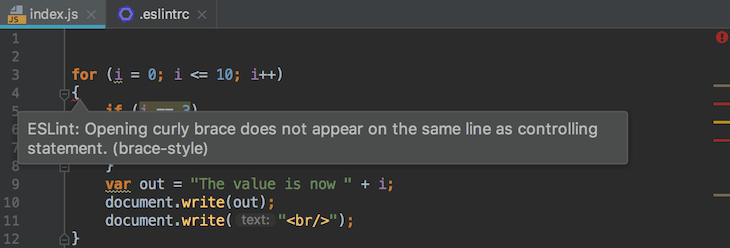 index.js
.eslintrc
1
2
3 for (i = 0; i <= 10; i++)
4 {
5 if (i == 3)
ESLint: Opening curly brace does not appear on the same line as controlling
statement. (brace-style)
8 }
9 var out = "The value is now " + i;
10 document.write(out);
11 document.write( text: "<br/>");
12 }